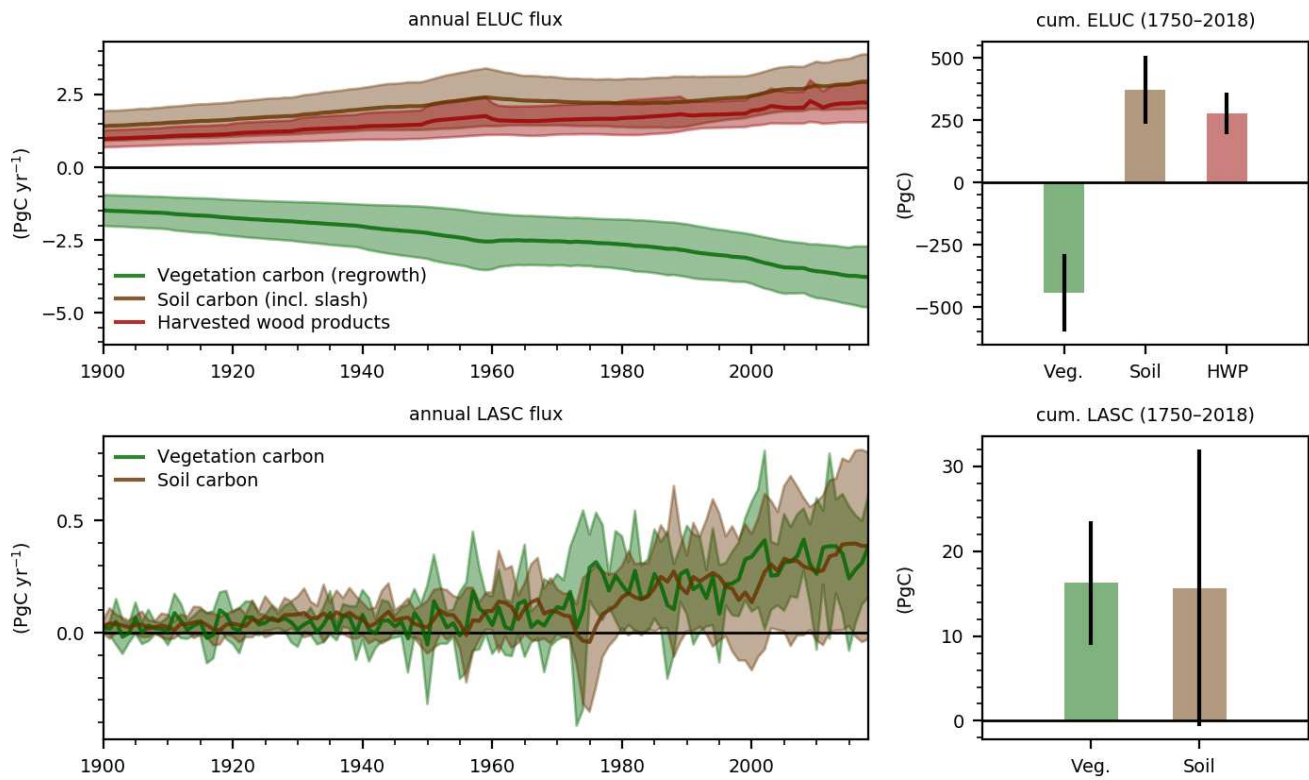 annual ELUC flux
(PgC yr⁻¹)
2.5
0.0
−2.5
−5.0
Vegetation carbon (regrowth)
Soil carbon (incl. slash)
Harvested wood products
1900 1920 1940 1960 1980 2000
cum. ELUC (1750–2018)
(PgC)
500
250
0
−250
−500
Veg. Soil HWP
annual LASC flux
(PgC yr⁻¹)
Vegetation carbon
Soil carbon
0.5
0.0
1900 1920 1940 1960 1980 2000
cum. LASC (1750–2018)
(PgC)
30
20
10
0
Veg. Soil